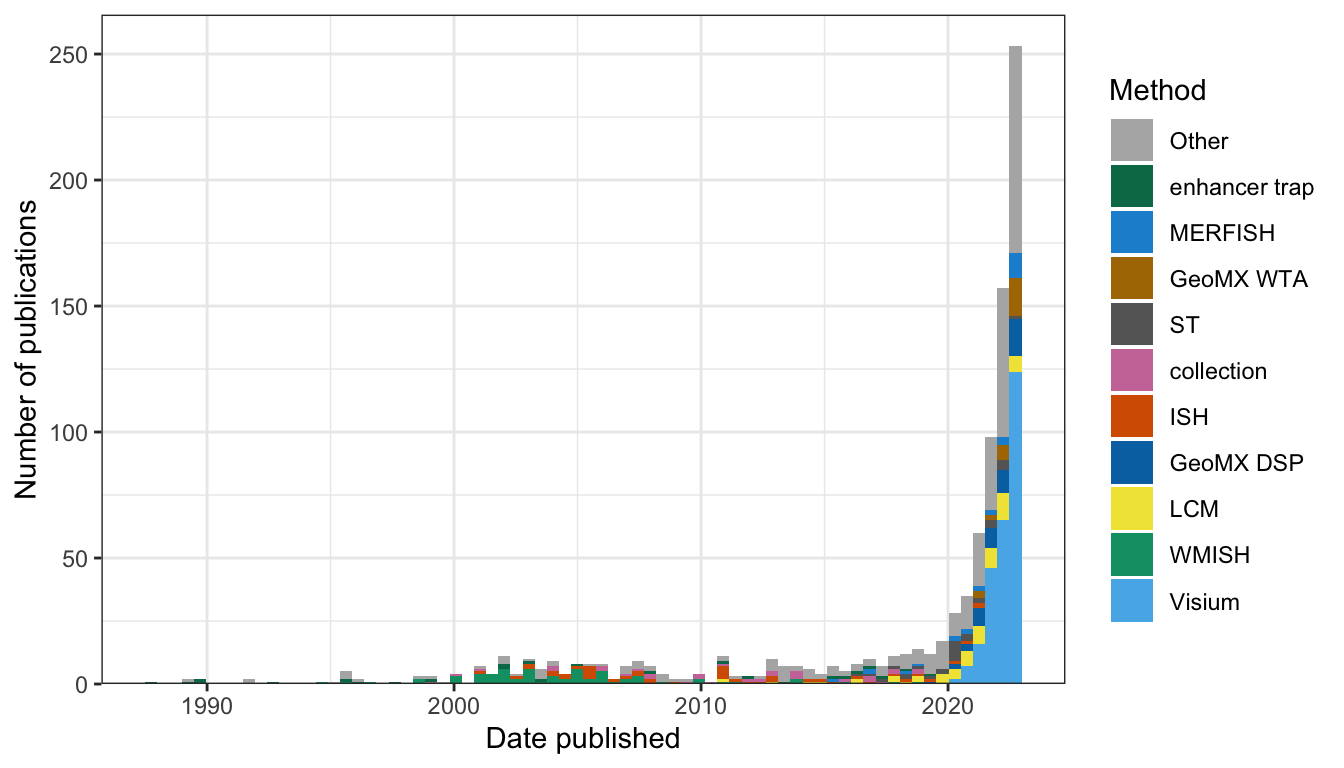 250
200
150
100
50
0
Number of publications
1990
2000
2010
2020
Date published
Method
Other
enhancer trap
MERFISH
GeoMX WTA
ST
collection
ISH
GeoMX DSP
LCM
WMISH
Visium